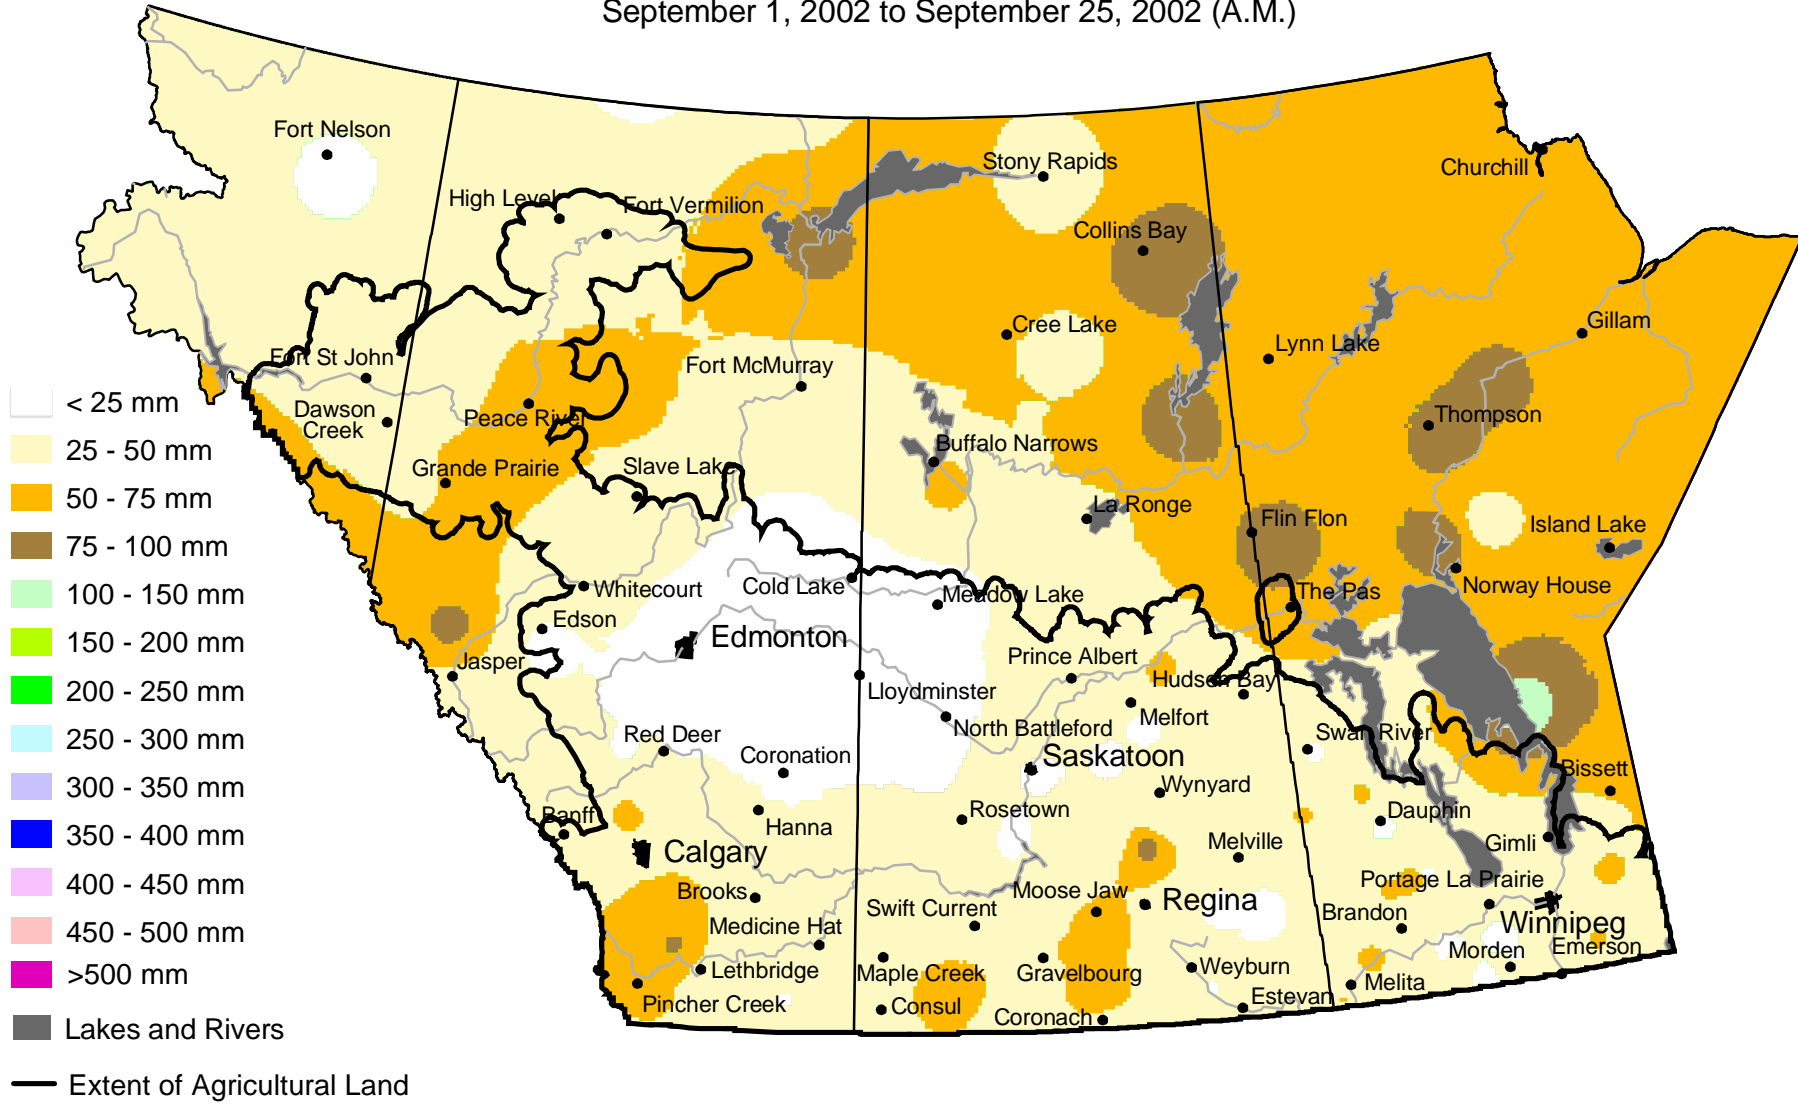 September 1, 2002 to September 25, 2002 (A.M.)
Fort Nelson
Stony Rapids
Churchill
High Level
Fort Vermilion
Collins Bay
Cree Lake
Gillam
Lynn Lake
Fort St John
Fort McMurray
Dawson
Creek
Peace River
Thompson
Buffalo Narrows
Grande Prairie
Slave Lake
La Ronge
Flin Flon
Island Lake
Whitecourt
Cold Lake
Meadow Lake
The Pas
Norway House
Edson
Edmonton
Jasper
Prince Albert
Hudson Bay
Lloydminster
North Battleford
Melfort
Red Deer
Coronation
Saskatoon
Swan River
Bissett
Wynyard
Banff
Hanna
Rosetown
Dauphin
Calgary
Melville
Gimli
Brooks
Moose Jaw
Regina
Portage La Prairie
Medicine Hat
Swift Current
Brandon
Winnipeg
Lethbridge
Maple Creek
Gravelbourg
Weyburn
Morden
Emerson
Pincher Creek
Consul
Coronach
Estevan
Melita
< 25 mm
25 - 50 mm
50 - 75 mm
75 - 100 mm
100 - 150 mm
150 - 200 mm
200 - 250 mm
250 - 300 mm
300 - 350 mm
350 - 400 mm
400 - 450 mm
450 - 500 mm
>500 mm
Lakes and Rivers
Extent of Agricultural Land